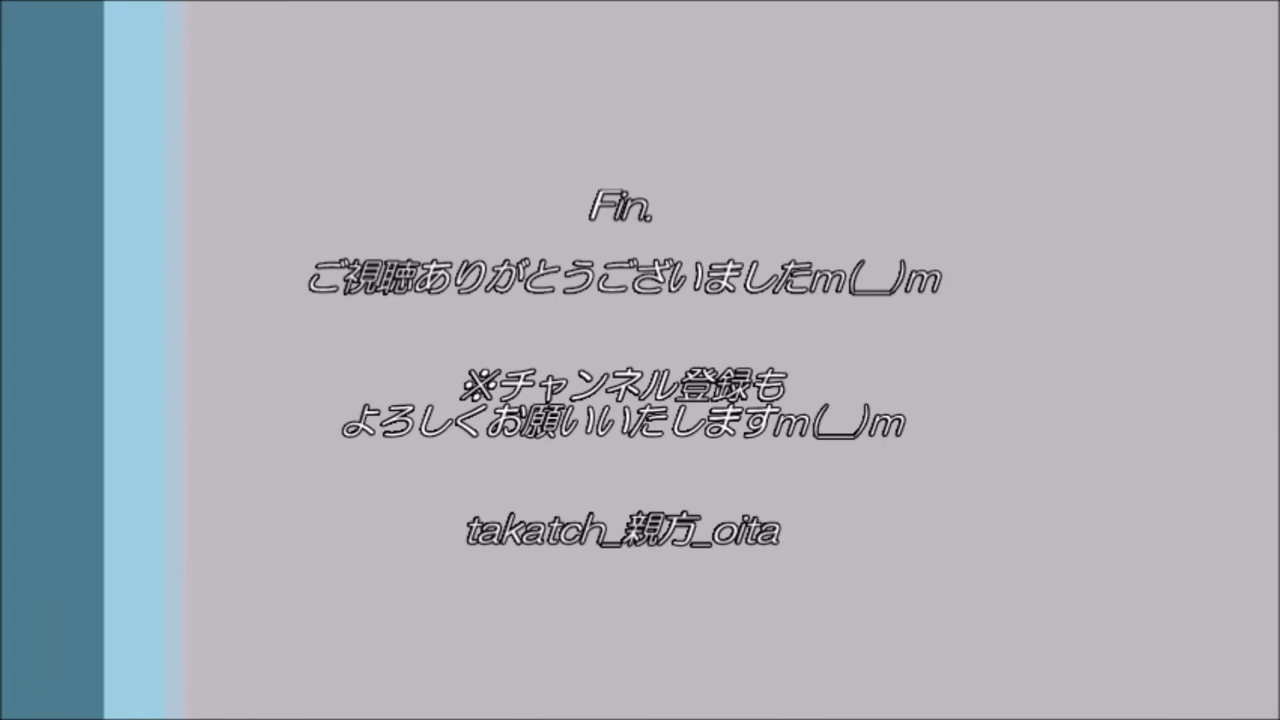 Fin.
ご視聴ありがとうございましたm(__)m
※チャンネル登録も
よろしくお願いいたしますm(__)m
takatch_親方_oita